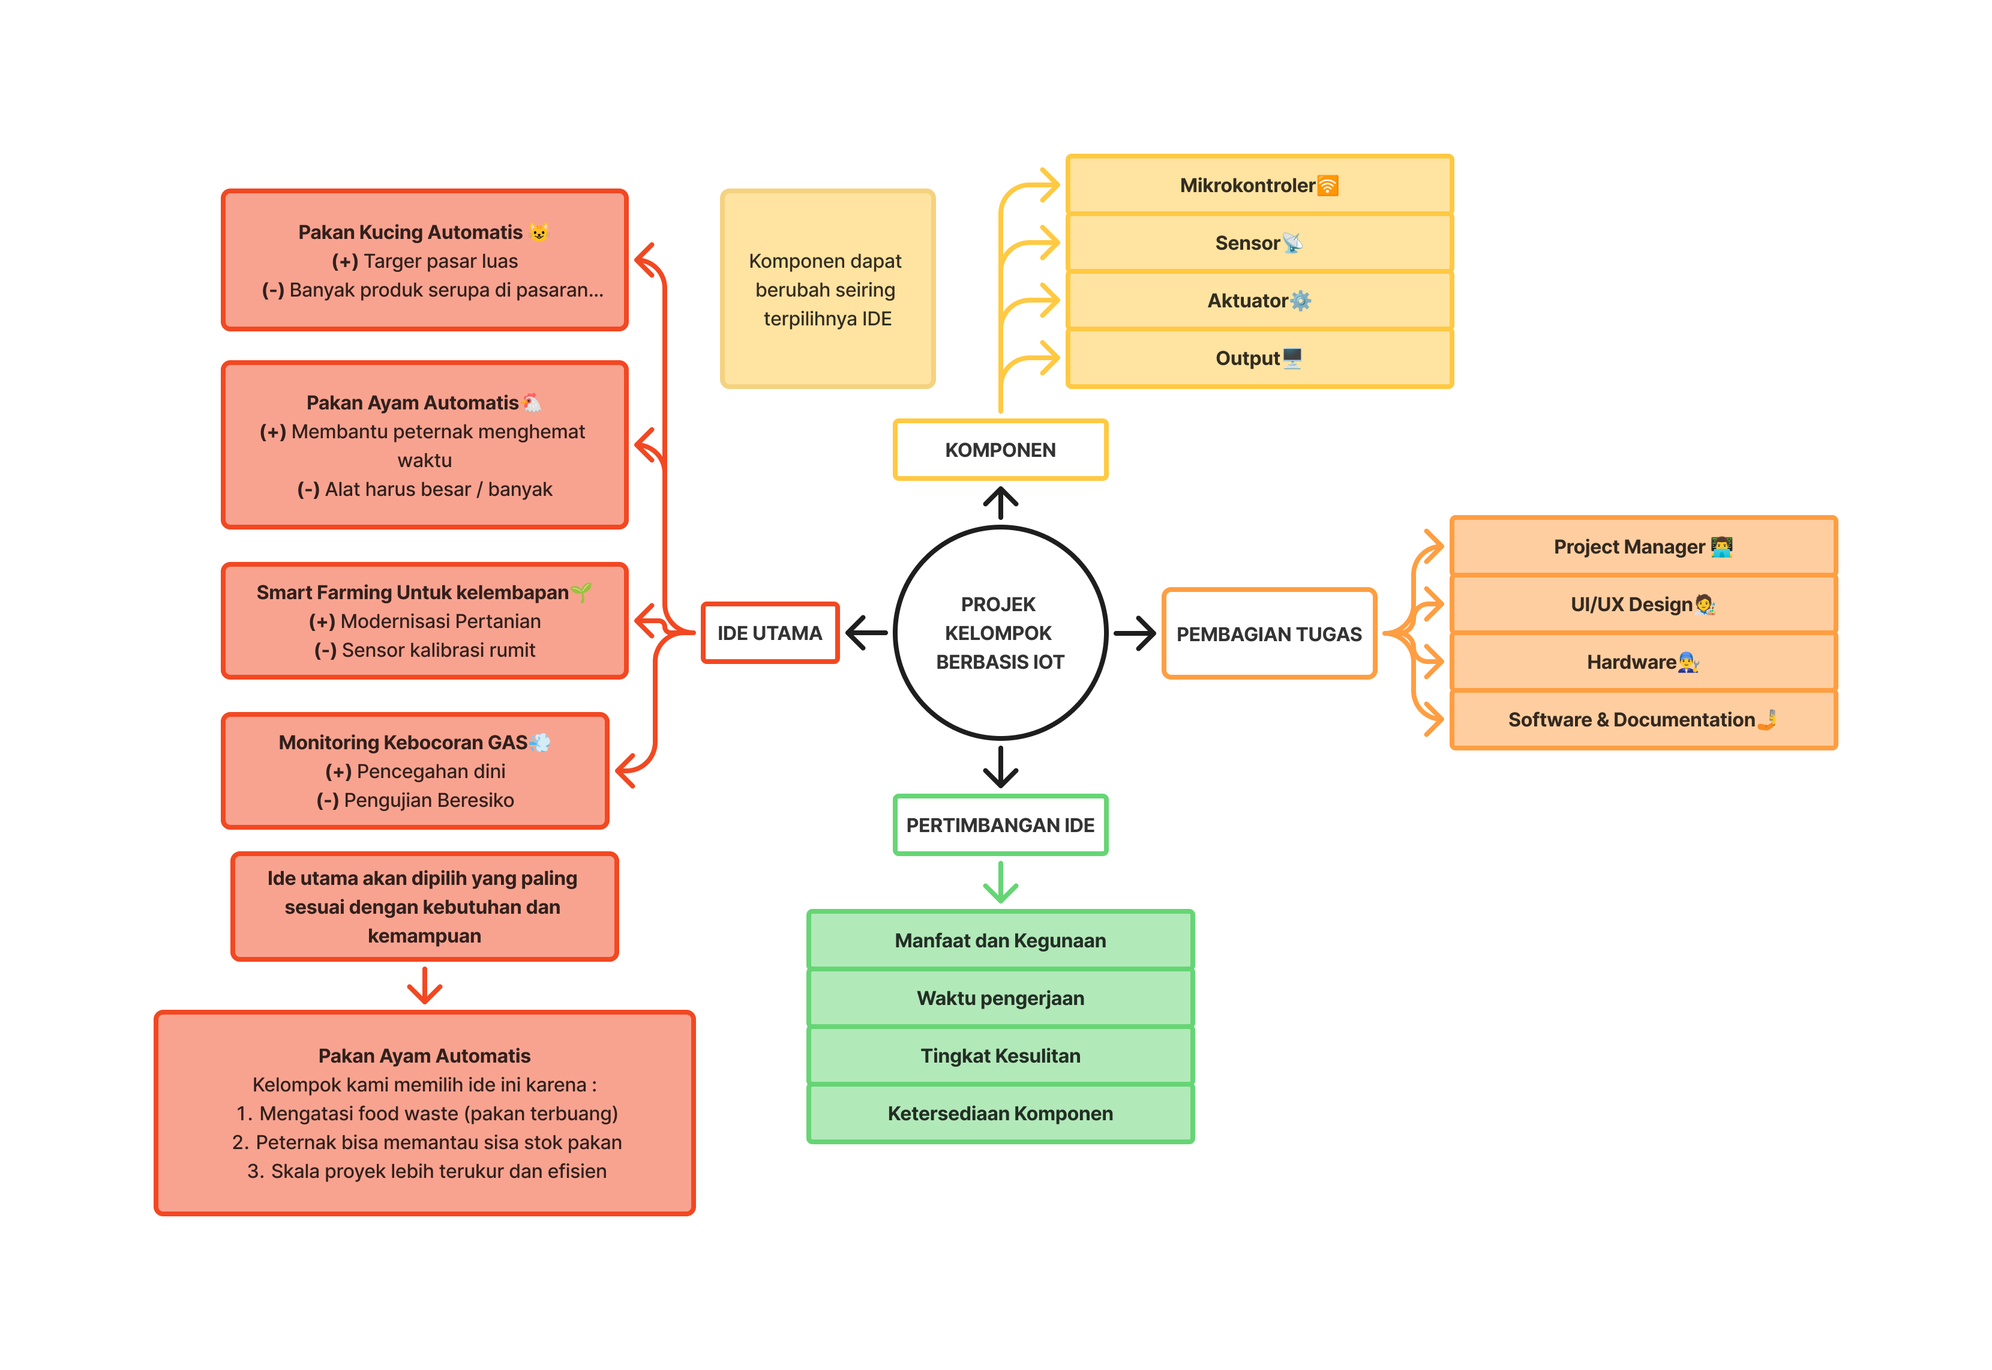 Pakan Kucing Automatis 😺
(+) Targer pasar luas
(-) Banyak produk serupa di pasaran...
Pakan Ayam Automatis🐔
(+) Membantu peternak menghemat
waktu
(-) Alat harus besar / banyak
Smart Farming Untuk kelembapan🌱
(+) Modernisasi Pertanian
(-) Sensor kalibrasi rumit
Monitoring Kebocoran GAS💨
(+) Pencegahan dini
(-) Pengujian Beresiko
Ide utama akan dipilih yang paling
sesuai dengan kebutuhan dan
kemampuan
Pakan Ayam Automatis
Kelompok kami memilih ide ini karena :
1. Mengatasi food waste (pakan terbuang)
2. Peternak bisa memantau sisa stok pakan
3. Skala proyek lebih terukur dan efisien
IDE UTAMA
Komponen dapat
berubah seiring
terpilihnya IDE
Mikrokontroler🛜
Sensor📡
Aktuator⚙️
Output🖥️
KOMPONEN
PROJEK
KELOMPOK
BERBASIS IOT
PEMBAGIAN TUGAS
Project Manager 👨‍💻
UI/UX Design🧑‍🎨
Hardware👨‍🔧
Software & Documentation🤳
PERTIMBANGAN IDE
Manfaat dan Kegunaan
Waktu pengerjaan
Tingkat Kesulitan
Ketersediaan Komponen